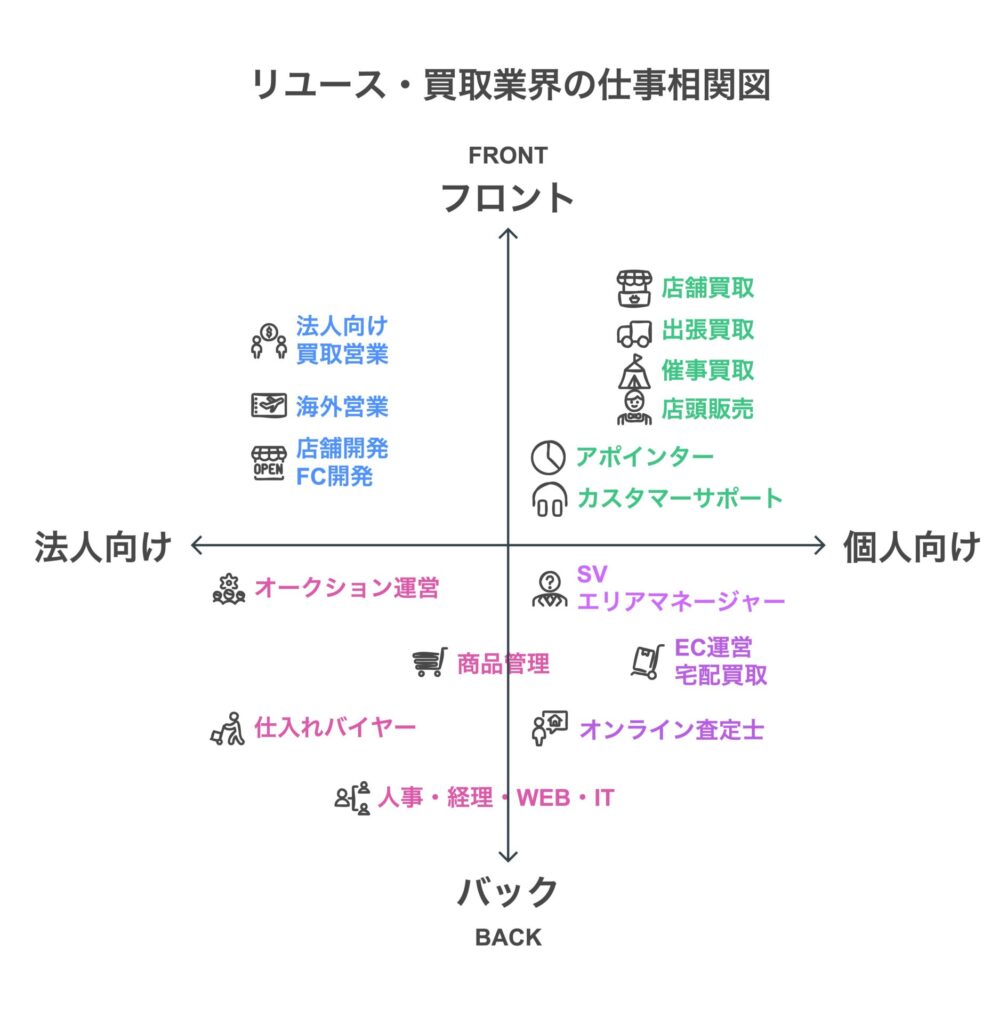 リユース・買取業界の仕事相関図
FRONT
フロント
法人向け
買取営業
海外営業
OPEN
店舗開発
FC開発
店舗買取
出張買取
催事買取
店頭販売
アポインター
カスタマーサポート
法人向け
個人向け
オークション運営
商品管理
仕入れバイヤー
人事・経理・WEB・IT
SV
エリアマネージャー
EC運営
宅配買取
オンライン査定士
バック
BACK